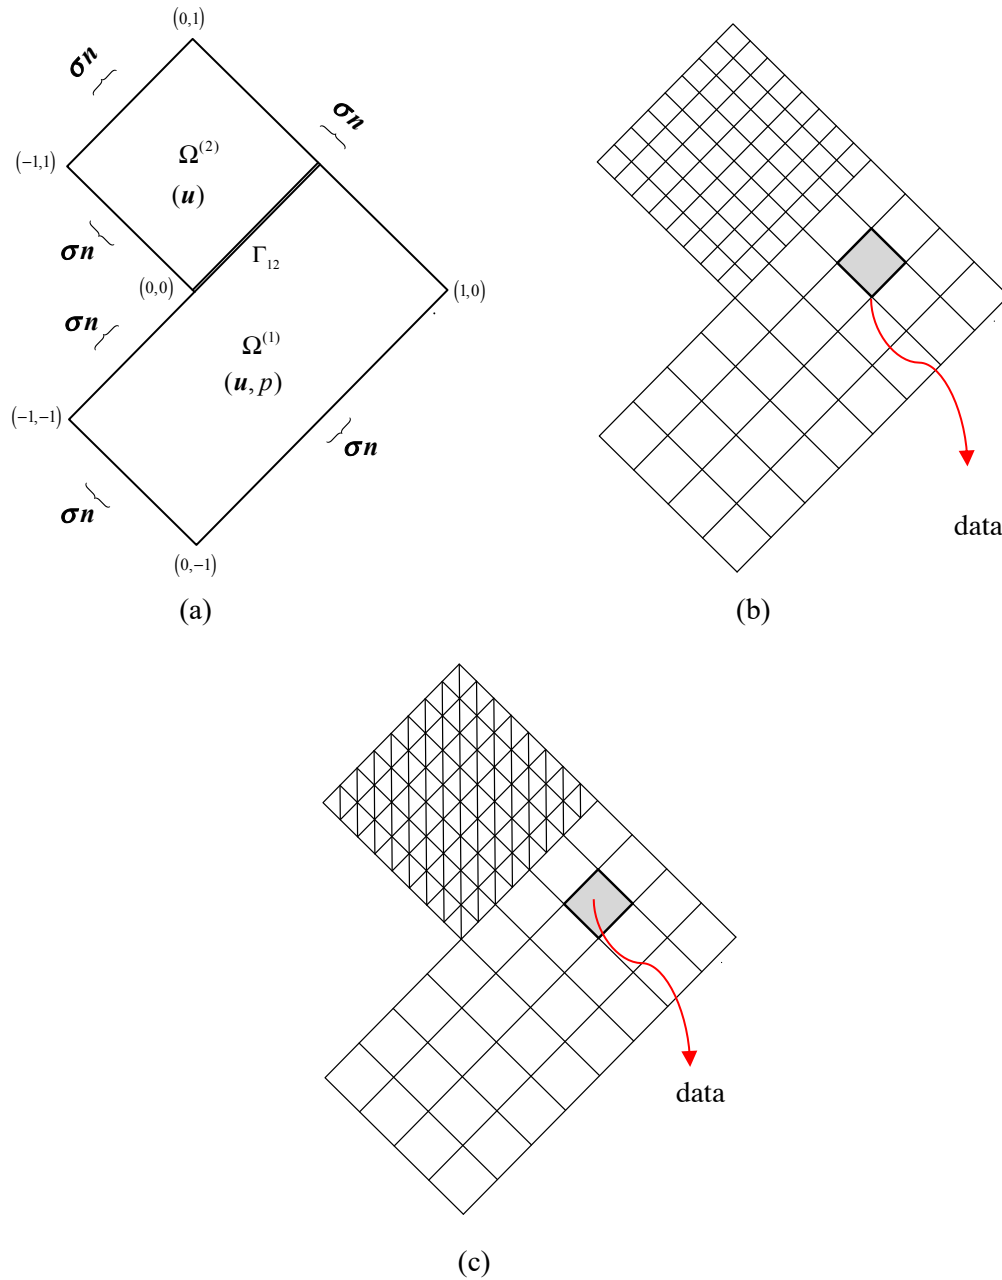 (0,1)
σn
σn
(−1,1)
Ω(2)
(u)
σn
Γ12
(0,0)
(1,0)
σn
Ω(1)
(u, p)
(−1,−1)
σn
σn
(0,−1)
(a)
data
(b)
data
(c)